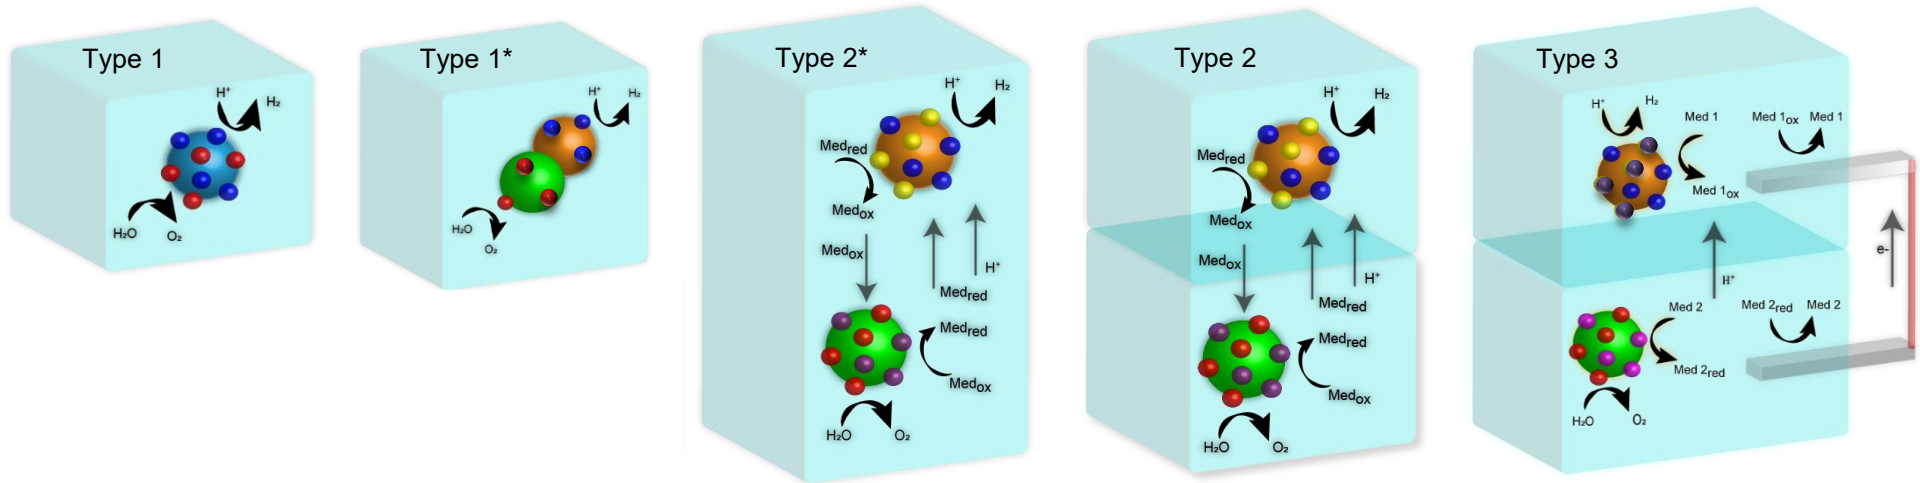 Type 1
H⁺
H₂
H₂O
O₂
Type 1*
H⁺
H₂
H₂O
O₂
Type 2*
H⁺
H₂
Medred
Medox
Medox
H⁺
Medred
Medred
Medox
H₂O
O₂
Type 2
H⁺
H₂
Medred
Medox
Medox
H⁺
Medred
Medred
Medox
H₂O
O₂
Type 3
H⁺
H₂
Med 1
Med 1ox
Med 1ox
Med 1
e-
H⁺
Med 2
Med 2red
Med 2red
Med 2
H₂O
O₂